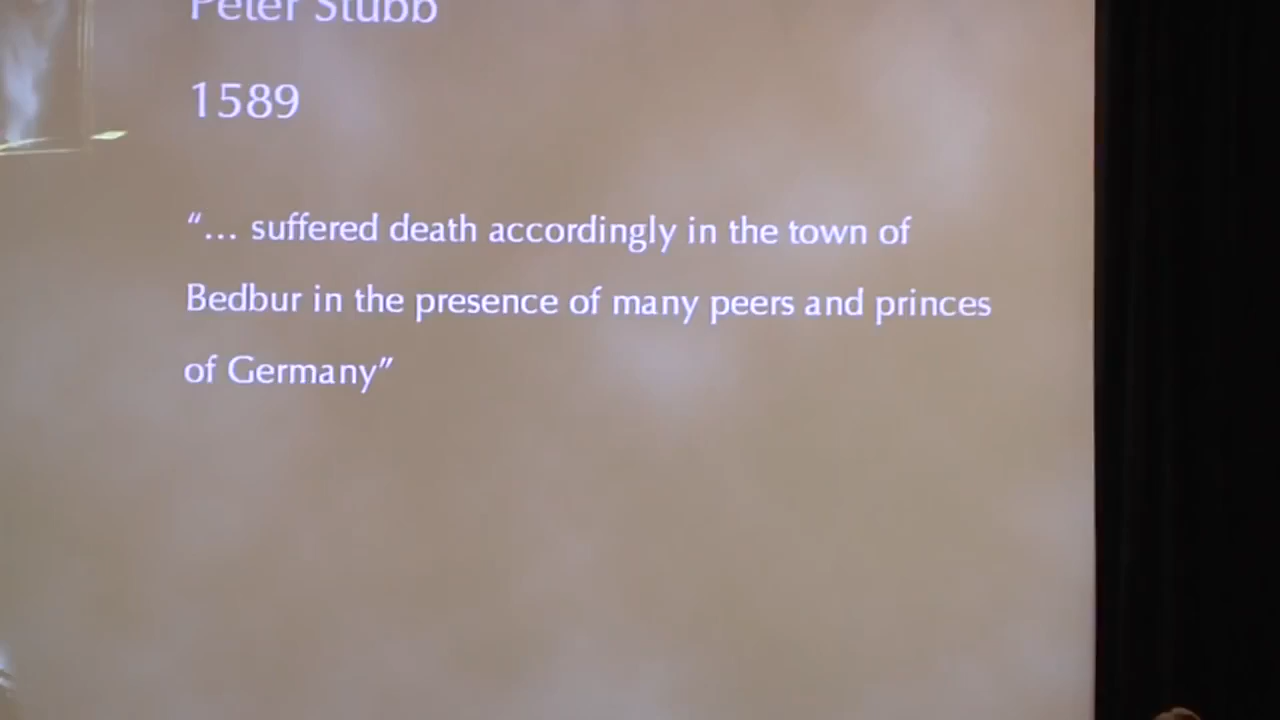 Peter Stubb
1589
“... suffered death accordingly in the town of
Bedbur in the presence of many peers and princes
of Germany”